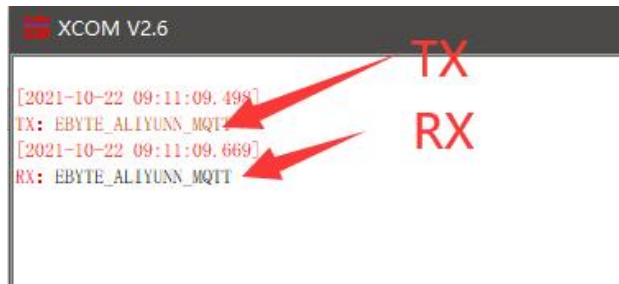 XCOM V2.6
TX
[2021-10-22 09:11:09.498]
TX: EBYTE_ALIYUNN_MQTT
[2021-10-22 09:11:09.669]
RX
RX: EBYTE_ALIYUNN_MQTT